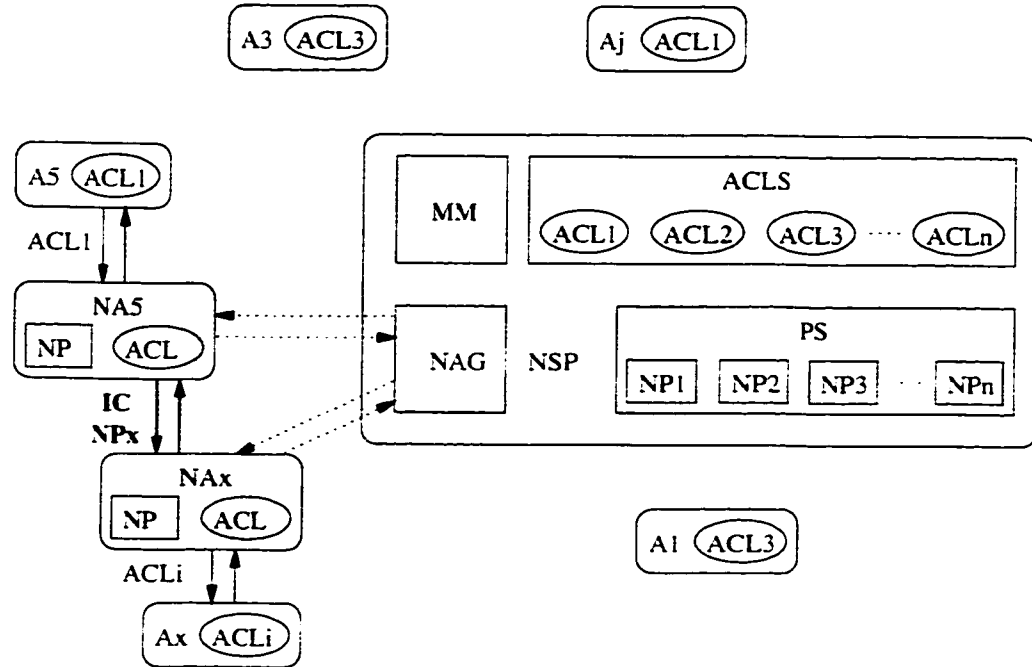 A3 ACL3
Aj ACL1
A5 ACL1
ACL1
NA5
NP ACL
IC
NPx
NAx
NP ACL
ACLi
Ax ACLi
MM
ACLS
ACL1 ACL2 ACL3 ACLn
NAG
NSP
PS
NP1 NP2 NP3 NPn
A1 ACL3